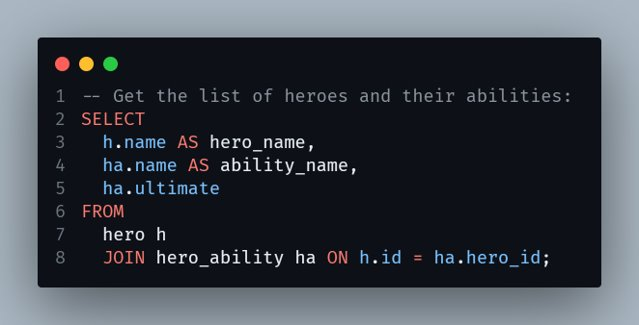 1 -- Get the list of heroes and their abilities:
2 SELECT
3   h.name AS hero_name,
4   ha.name AS ability_name,
5   ha.ultimate
6 FROM
7   hero h
8   JOIN hero_ability ha ON h.id = ha.hero_id;